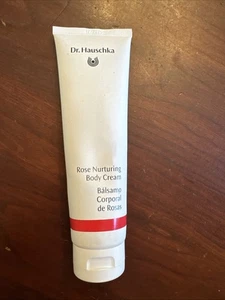 Dr. Hauschka
Rose Nurturing
Body Cream
Bálsamo
Corporal
de Rosas